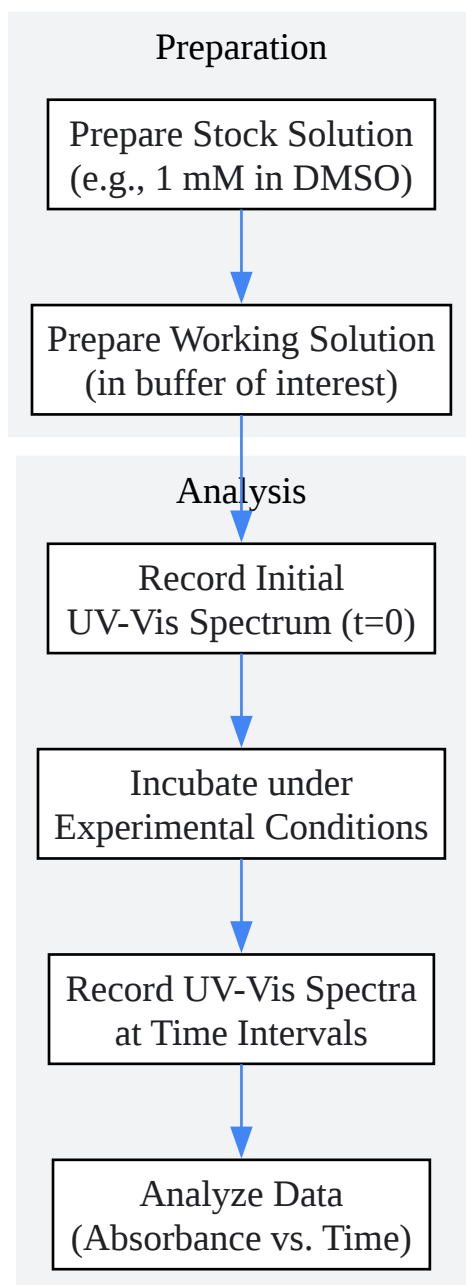 Preparation
Prepare Stock Solution
(e.g., 1 mM in DMSO)
Prepare Working Solution
(in buffer of interest)
Analysis
Record Initial
UV-Vis Spectrum (t=0)
Incubate under
Experimental Conditions
Record UV-Vis Spectra
at Time Intervals
Analyze Data
(Absorbance vs. Time)